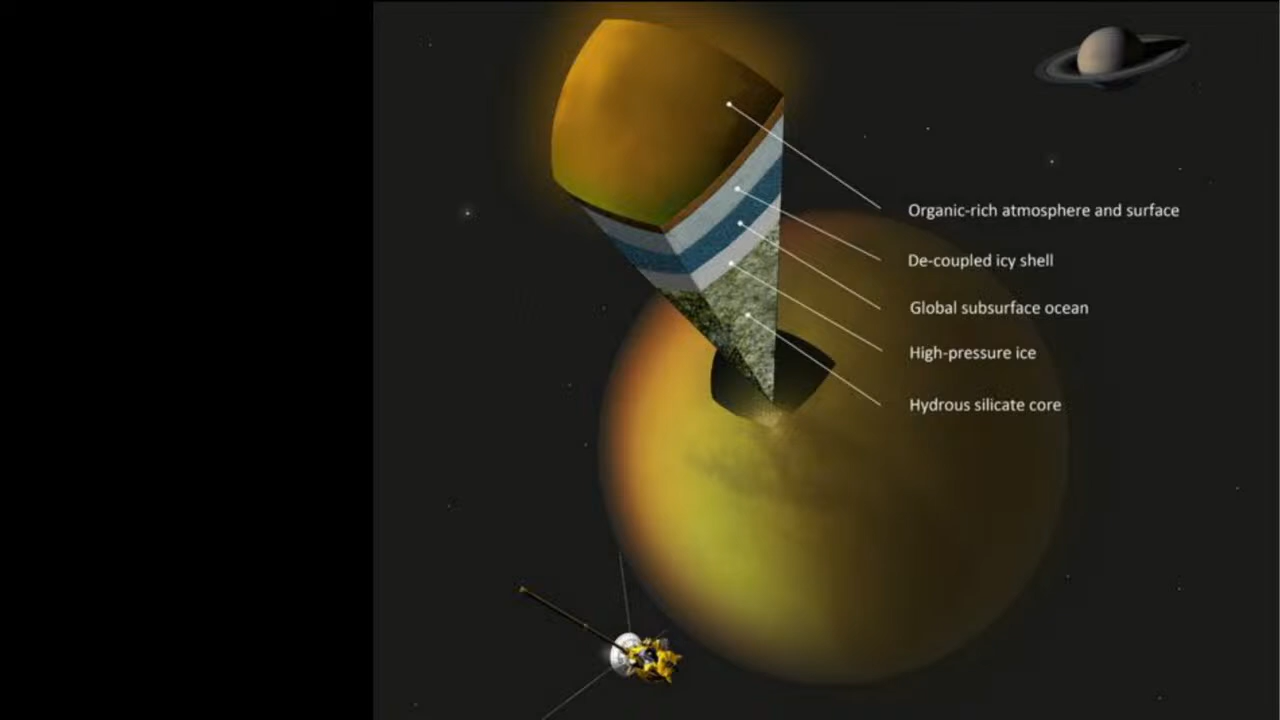 Organic-rich atmosphere and surface
De-coupled icy shell
Global subsurface ocean
High-pressure ice
Hydrous silicate core